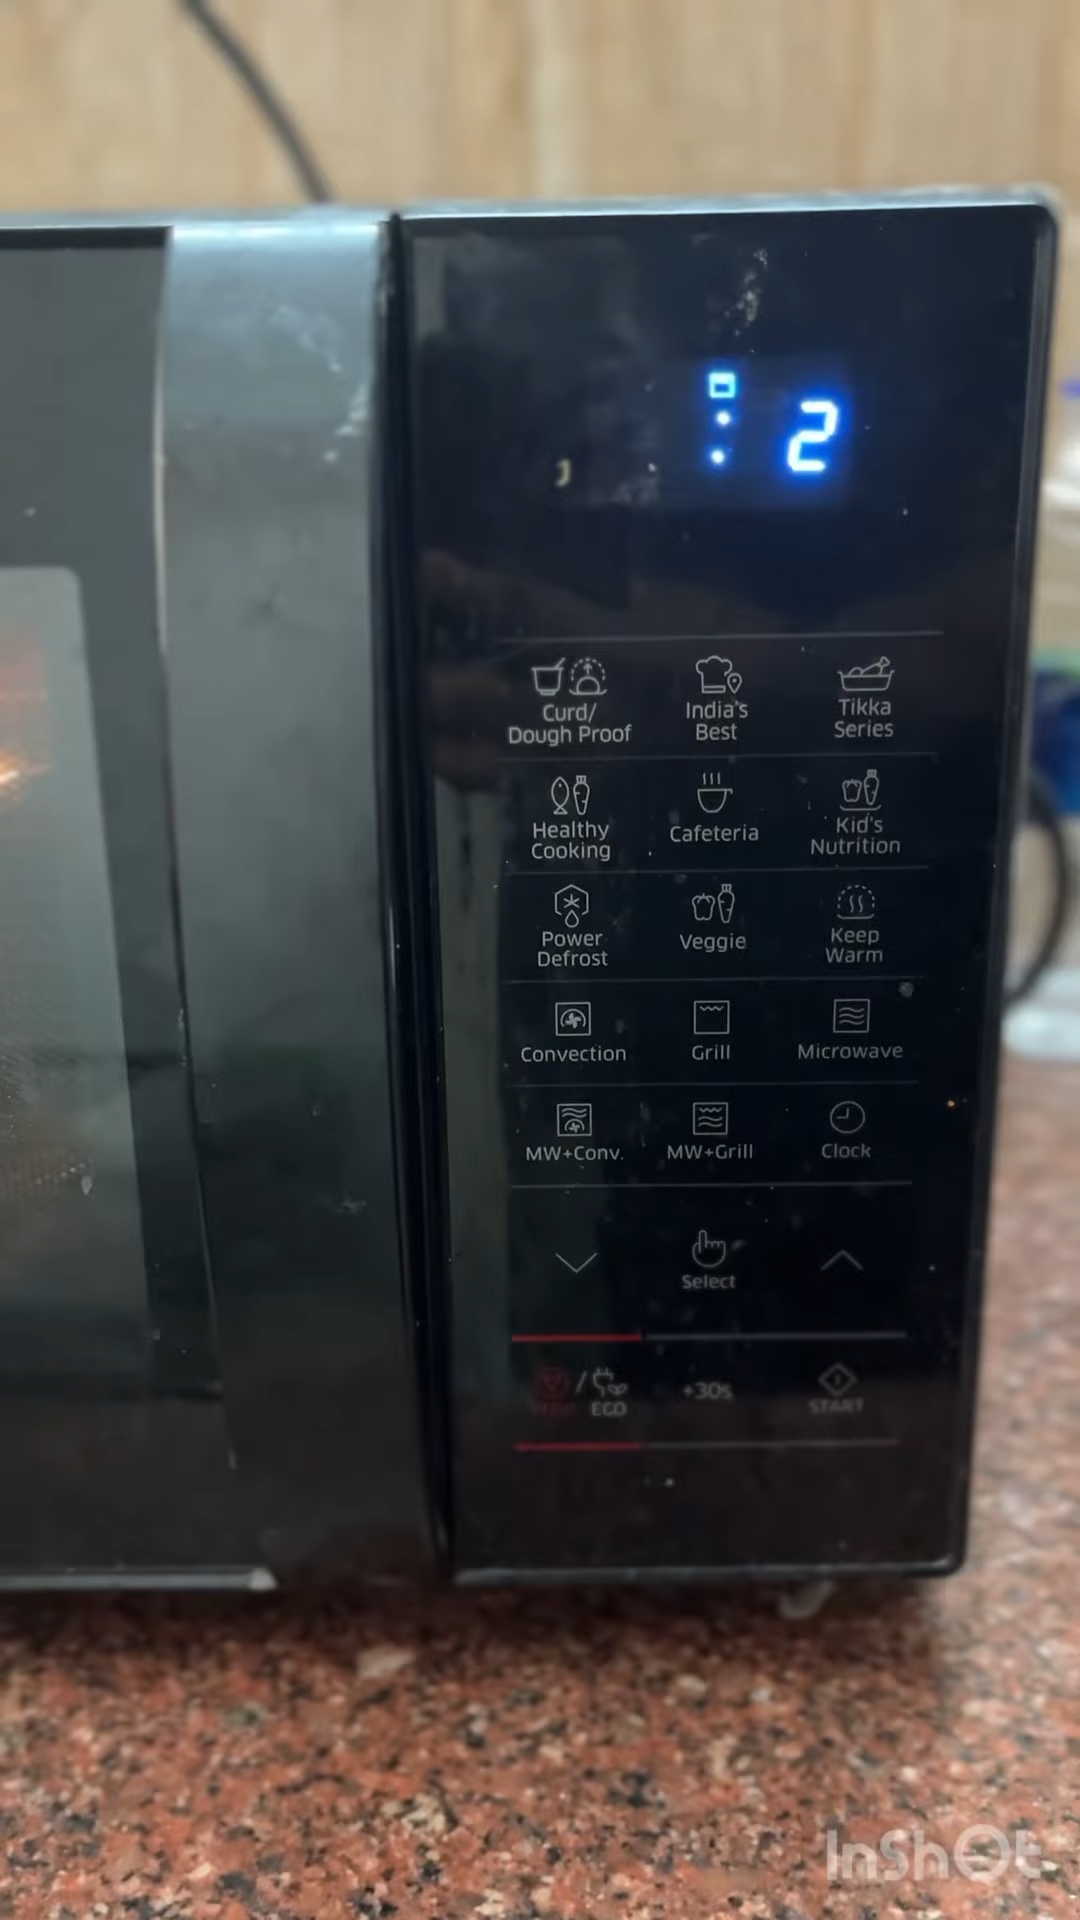 : 2
Curd/
Dough Proof
India's
Best
Tikka
Series
Healthy
Cooking
Cafeteria
Kid's
Nutrition
Power
Defrost
Veggie
Keep
Warm
Convection
Grill
Microwave
MW+Conv.
MW+Grill
Clock
Select
/ ECO
+30s
START
InShOt